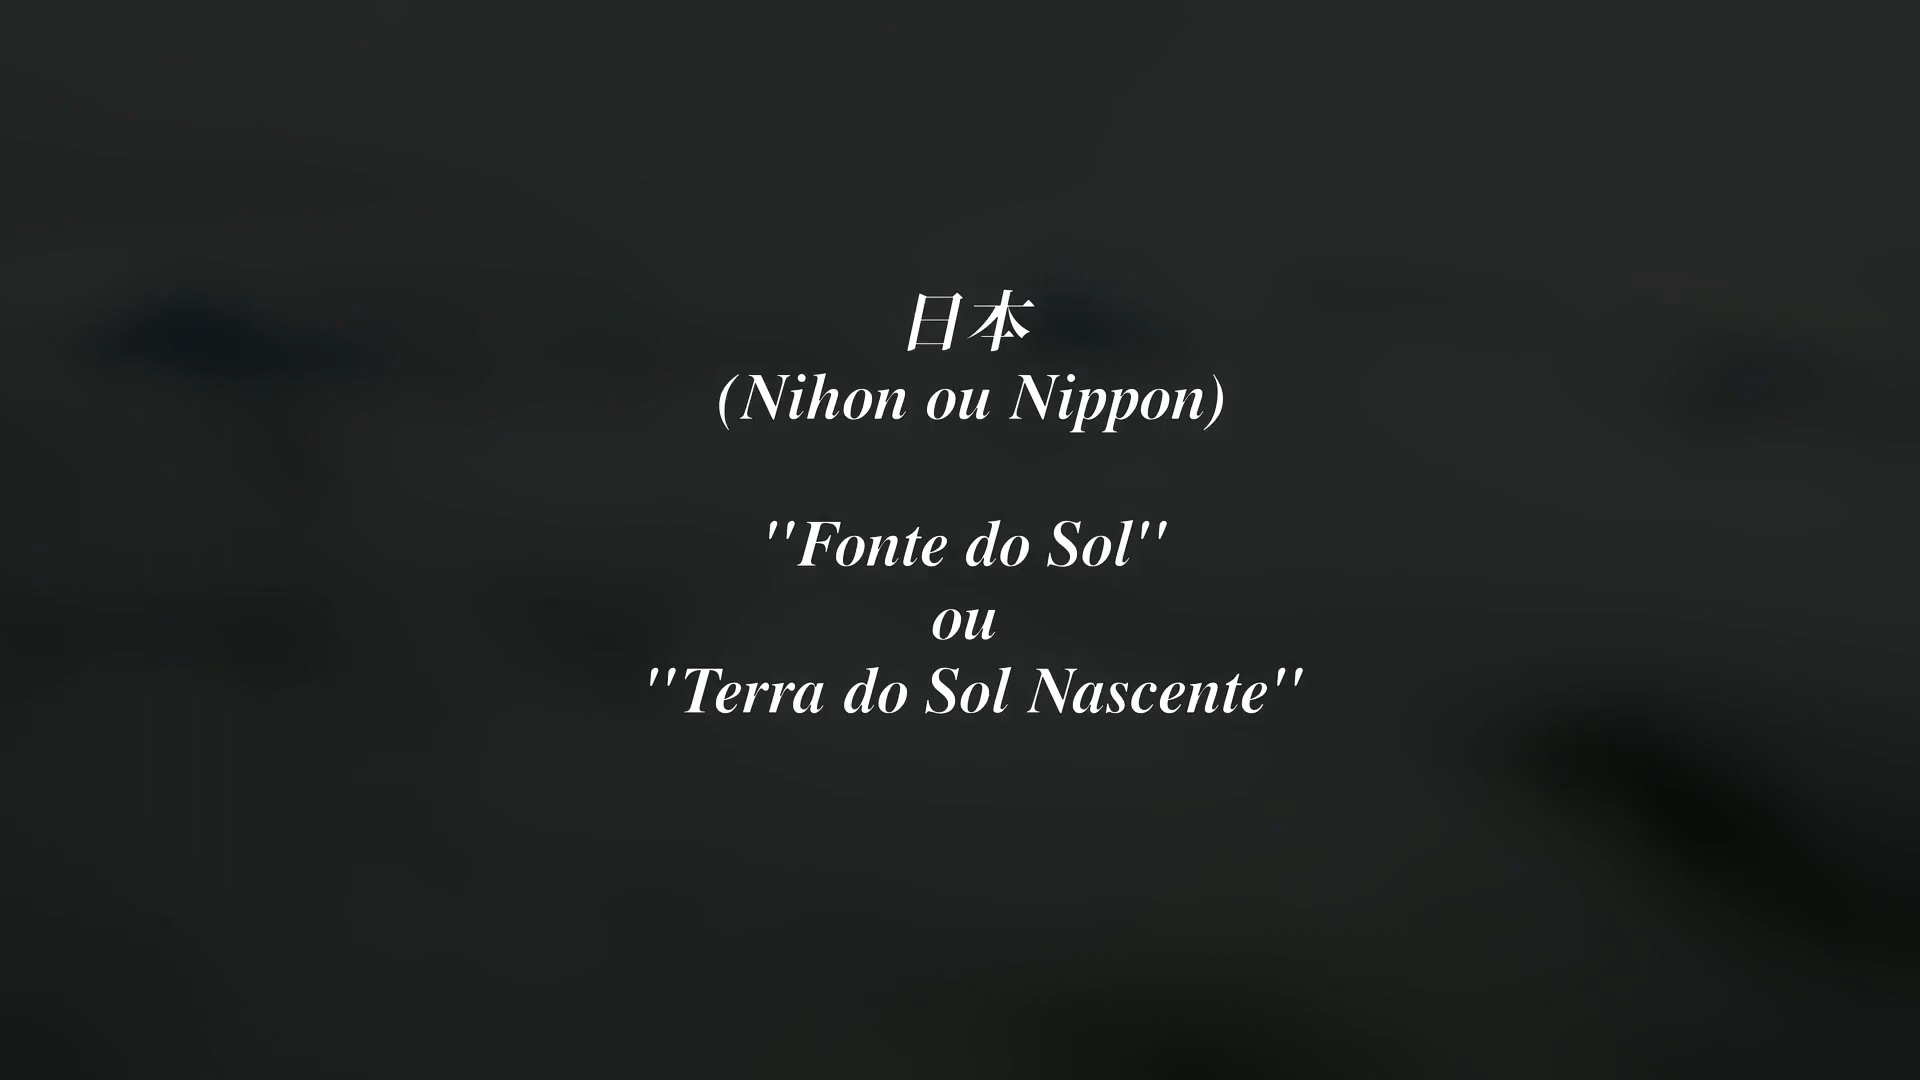 日本
(Nihon ou Nippon)
"Fonte do Sol"
ou
"Terra do Sol Nascente"